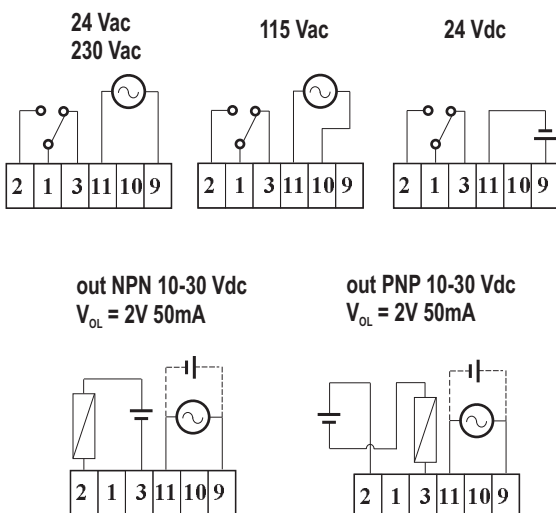 24 Vac
230 Vac
115 Vac
24 Vdc
2 1 3 11 10 9
2 1 3 11 10 9
2 1 3 11 10 9
out NPN 10-30 Vdc
VOL = 2V 50mA
out PNP 10-30 Vdc
VOL = 2V 50mA
2 1 3 11 10 9
2 1 3 11 10 9